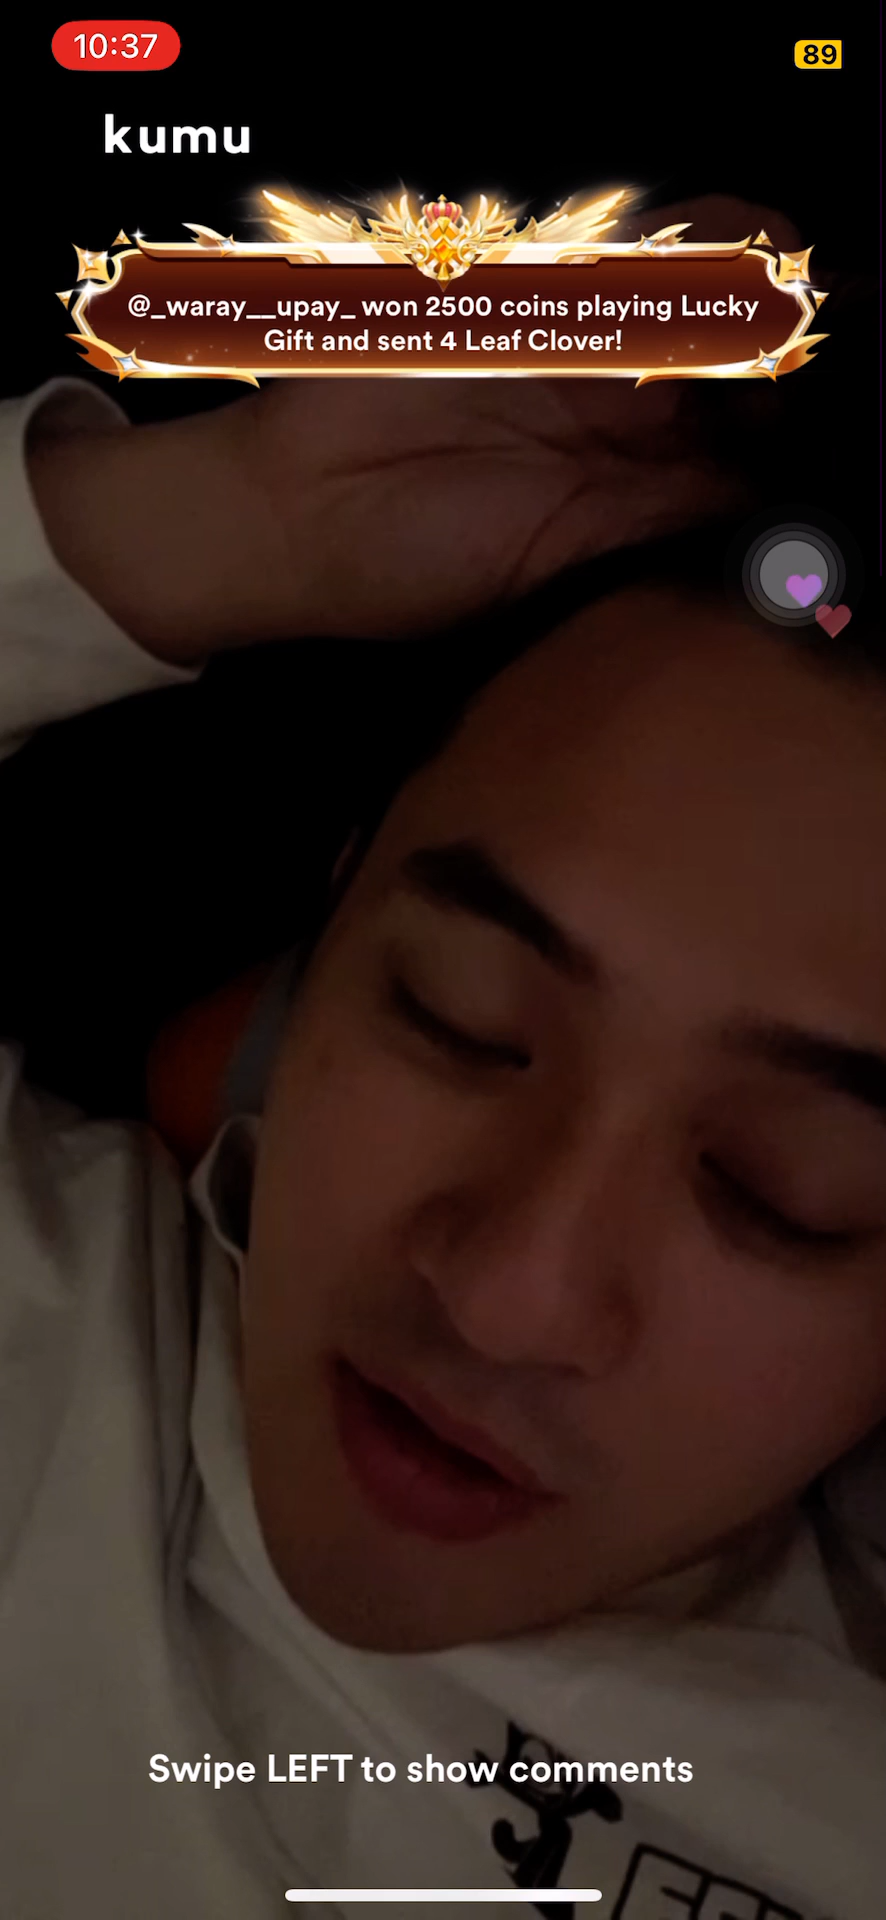 10:37
89
kumu
@_waray__upay_ won 2500 coins playing Lucky
Gift and sent 4 Leaf Clover!
Swipe LEFT to show comments